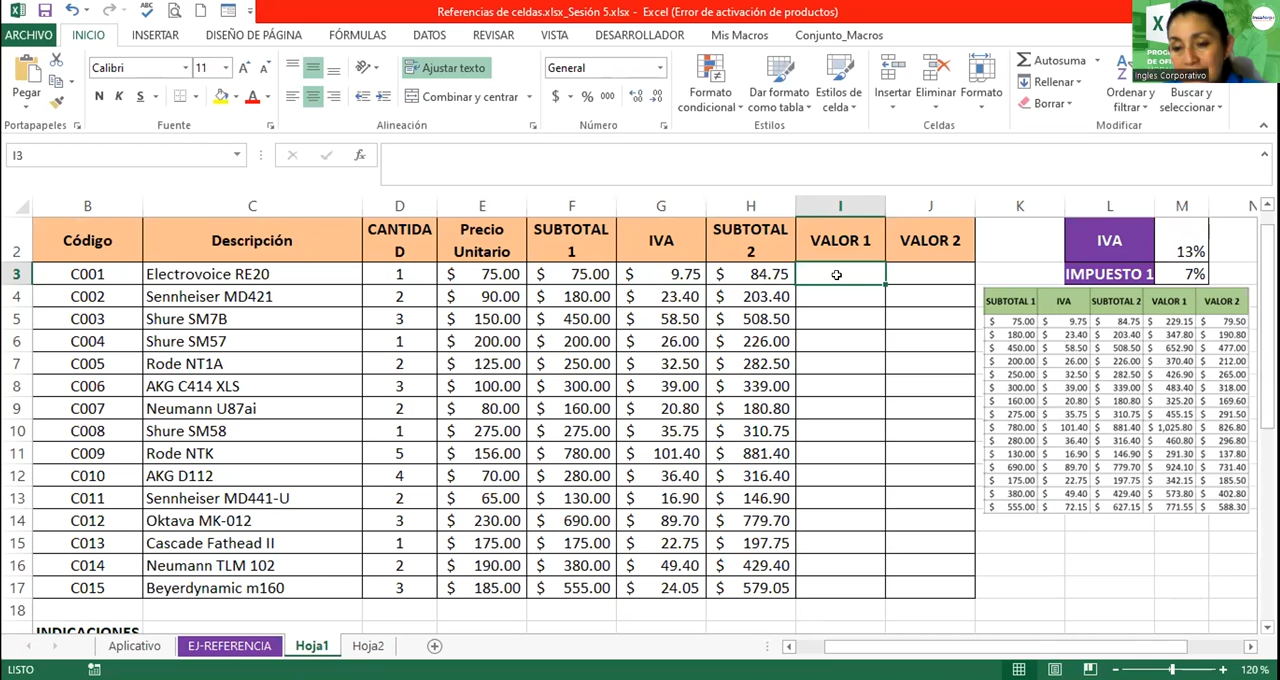 Referencias de celdas.xlsx_Sesión 5.xlsx - Excel (Error de activación de productos)
ARCHIVO INICIO INSERTAR DISEÑO DE PÁGINA FÓRMULAS DATOS REVISAR VISTA DESARROLLADOR Mis Macros Conjunto_Macros
Ingles Corporativo
Pegar Calibri 11 Ajustar texto General Formato condicional Dar formato como tabla Estilos de celda Insertar Eliminar Formato Autosuma Rellenar Borrar Ordenar y filtrar Buscar y seleccionar
N K S Combinar y centrar $ % 000
Portapapeles Fuente Alineación Número Estilos Celdas Modificar
I3 fx
B C D E F G H I J K L M N
2 Código Descripción CANTIDAD Precio Unitario SUBTOTAL 1 IVA SUBTOTAL 2 VALOR 1 VALOR 2 IVA 13%
3 C001 Electrovoice RE20 1 $ 75.00 $ 75.00 $ 9.75 $ 84.75 IMPUESTO 1 7%
4 C002 Sennheiser MD421 2 $ 90.00 $ 180.00 $ 23.40 $ 203.40
5 C003 Shure SM7B 3 $ 150.00 $ 450.00 $ 58.50 $ 508.50
6 C004 Shure SM57 1 $ 200.00 $ 200.00 $ 26.00 $ 226.00
7 C005 Rode NT1A 2 $ 125.00 $ 250.00 $ 32.50 $ 282.50
8 C006 AKG C414 XLS 3 $ 100.00 $ 300.00 $ 39.00 $ 339.00
9 C007 Neumann U87ai 2 $ 80.00 $ 160.00 $ 20.80 $ 180.80
10 C008 Shure SM58 1 $ 275.00 $ 275.00 $ 35.75 $ 310.75
11 C009 Rode NTK 5 $ 156.00 $ 780.00 $ 101.40 $ 881.40
12 C010 AKG D112 4 $ 70.00 $ 280.00 $ 36.40 $ 316.40
13 C011 Sennheiser MD441-U 2 $ 65.00 $ 130.00 $ 16.90 $ 146.90
14 C012 Oktava MK-012 3 $ 230.00 $ 690.00 $ 89.70 $ 779.70
15 C013 Cascade Fathead II 1 $ 175.00 $ 175.00 $ 22.75 $ 197.75
16 C014 Neumann TLM 102 2 $ 190.00 $ 380.00 $ 49.40 $ 429.40
17 C015 Beyerdynamic m160 3 $ 185.00 $ 555.00 $ 24.05 $ 579.05
18
SUBTOTAL 1 IVA SUBTOTAL 2 VALOR 1 VALOR 2
$ 75.00 $ 9.75 $ 84.75 $ 229.15 $ 79.50
$ 180.00 $ 23.40 $ 203.40 $ 347.80 $ 190.80
$ 450.00 $ 58.50 $ 508.50 $ 652.90 $ 477.00
$ 200.00 $ 26.00 $ 226.00 $ 370.40 $ 212.00
$ 250.00 $ 32.50 $ 282.50 $ 426.90 $ 265.00
$ 300.00 $ 39.00 $ 339.00 $ 483.40 $ 318.00
$ 160.00 $ 20.80 $ 180.80 $ 325.20 $ 169.60
$ 275.00 $ 35.75 $ 310.75 $ 455.15 $ 291.50
$ 780.00 $ 101.40 $ 881.40 $ 1,025.80 $ 826.80
$ 280.00 $ 36.40 $ 316.40 $ 460.80 $ 296.80
$ 130.00 $ 16.90 $ 146.90 $ 291.30 $ 137.80
$ 690.00 $ 89.70 $ 779.70 $ 924.10 $ 731.40
$ 175.00 $ 22.75 $ 197.75 $ 342.15 $ 185.50
$ 380.00 $ 49.40 $ 429.40 $ 573.80 $ 402.80
$ 555.00 $ 72.15 $ 627.15 $ 771.55 $ 588.30
INDICACIONES
Aplicativo EJ-REFERENCIA Hoja1 Hoja2
LISTO 120 %